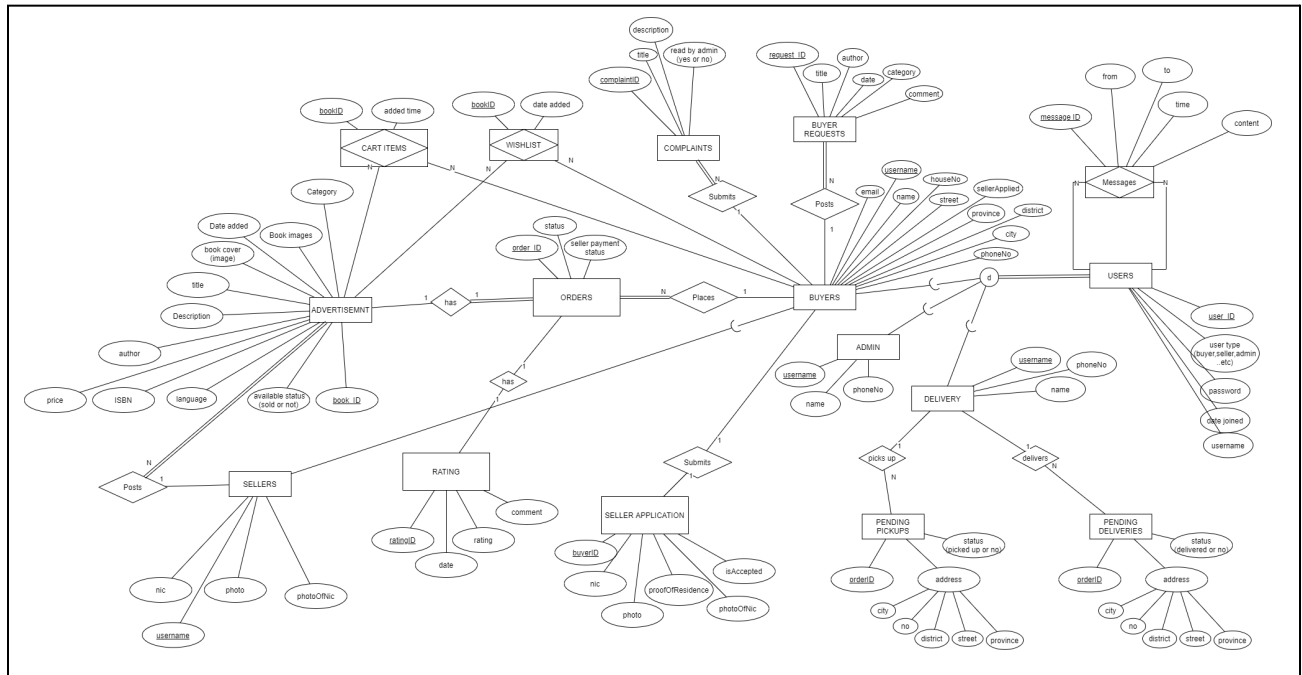 description
title
read by admin
(yes or no)
complaintID
request_ID
title
author
date
category
comment
from
to
time
message ID
content
bookID
added time
bookID
date added
CART ITEMS
WISHLIST
COMPLAINTS
BUYER
REQUESTS
Messages
N
N
N
N
N
N
N
N
Submits
1
N
Posts
1
email
username
name
houseNo
street
sellerApplied
province
district
city
phoneNo
Category
Date added
Book images
book cover
(image)
title
Description
author
price
ISBN
language
available status
(sold or not)
book_ID
ADVERTISEMNT
1
has
1
order_ID
status
seller payment
status
ORDERS
N
Places
1
BUYERS
d
USERS
user_ID
user type
(buyer,seller,admin
.etc)
password
date joined
username
ADMIN
username
name
phoneNo
username
phoneNo
name
DELIVERY
1
has
1
1
Submits
1
1
picks up
N
1
delivers
N
N
Posts
1
SELLERS
nic
username
photo
photoOfNic
RATING
ratingID
date
rating
comment
SELLER APPLICATION
buyerID
nic
photo
proofOfResidence
photoOfNic
isAccepted
PENDING
PICKUPS
status
(picked up or no)
orderID
address
city
no
district
street
province
PENDING
DELIVERIES
status
(delivered or no)
orderID
address
city
no
district
street
province